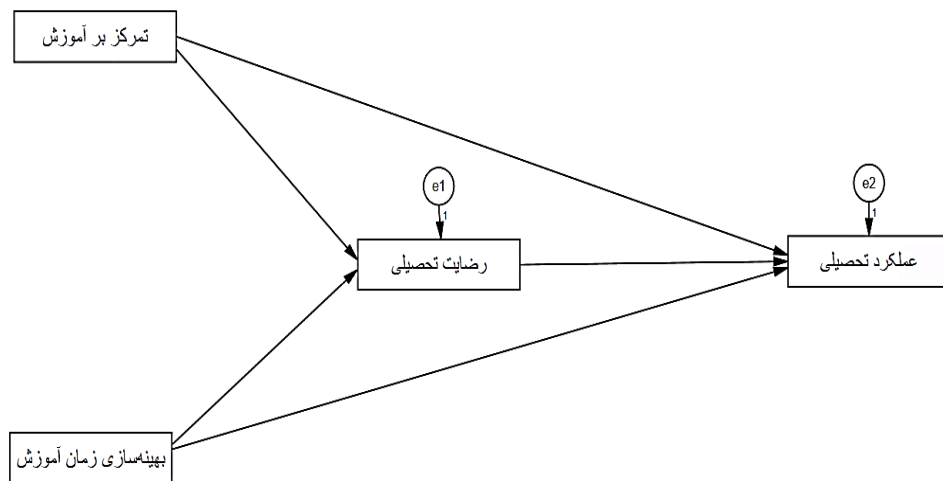 تمرکز بر آموزش
e1
1
e2
1
رضایت تحصیلی
عملکرد تحصیلی
بهینه‌سازی زمان آموزش